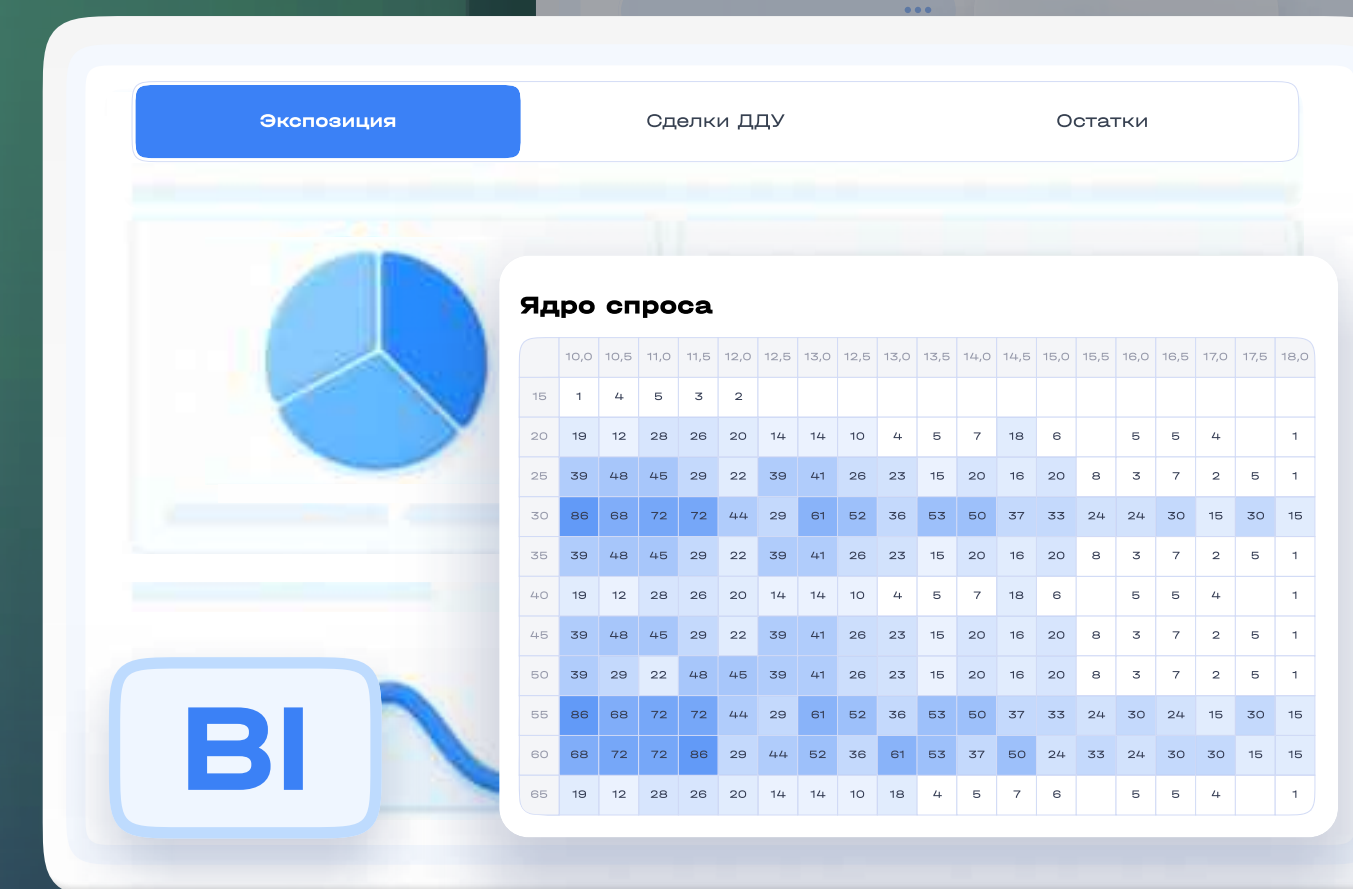 Экспозиция Сделки ДДУ Остатки
Ядро спроса
10,0 10,5 11,0 11,5 12,0 12,5 13,0 12,5 13,0 13,5 14,0 14,5 15,0 15,5 16,0 16,5 17,0 17,5 18,0
15 1 4 5 3 2
20 19 12 28 26 20 14 14 10 4 5 7 18 6 5 5 4 1
25 39 48 45 29 22 39 41 26 23 15 20 16 20 8 3 7 2 5 1
30 86 68 72 72 44 29 61 52 36 53 50 37 33 24 24 30 15 30 15
35 39 48 45 29 22 39 41 26 23 15 20 16 20 8 3 7 2 5 1
40 19 12 28 26 20 14 14 10 4 5 7 18 6 5 5 4 1
45 39 48 45 29 22 39 41 26 23 15 20 16 20 8 3 7 2 5 1
50 39 29 22 48 45 39 41 26 23 15 20 16 20 8 3 7 2 5 1
55 86 68 72 72 44 29 61 52 36 53 50 37 33 24 30 24 15 30 15
60 68 72 72 86 29 44 52 36 61 53 37 50 24 33 24 30 30 15 15
65 19 12 28 26 20 14 14 10 18 4 5 7 6 5 5 4 1
BI